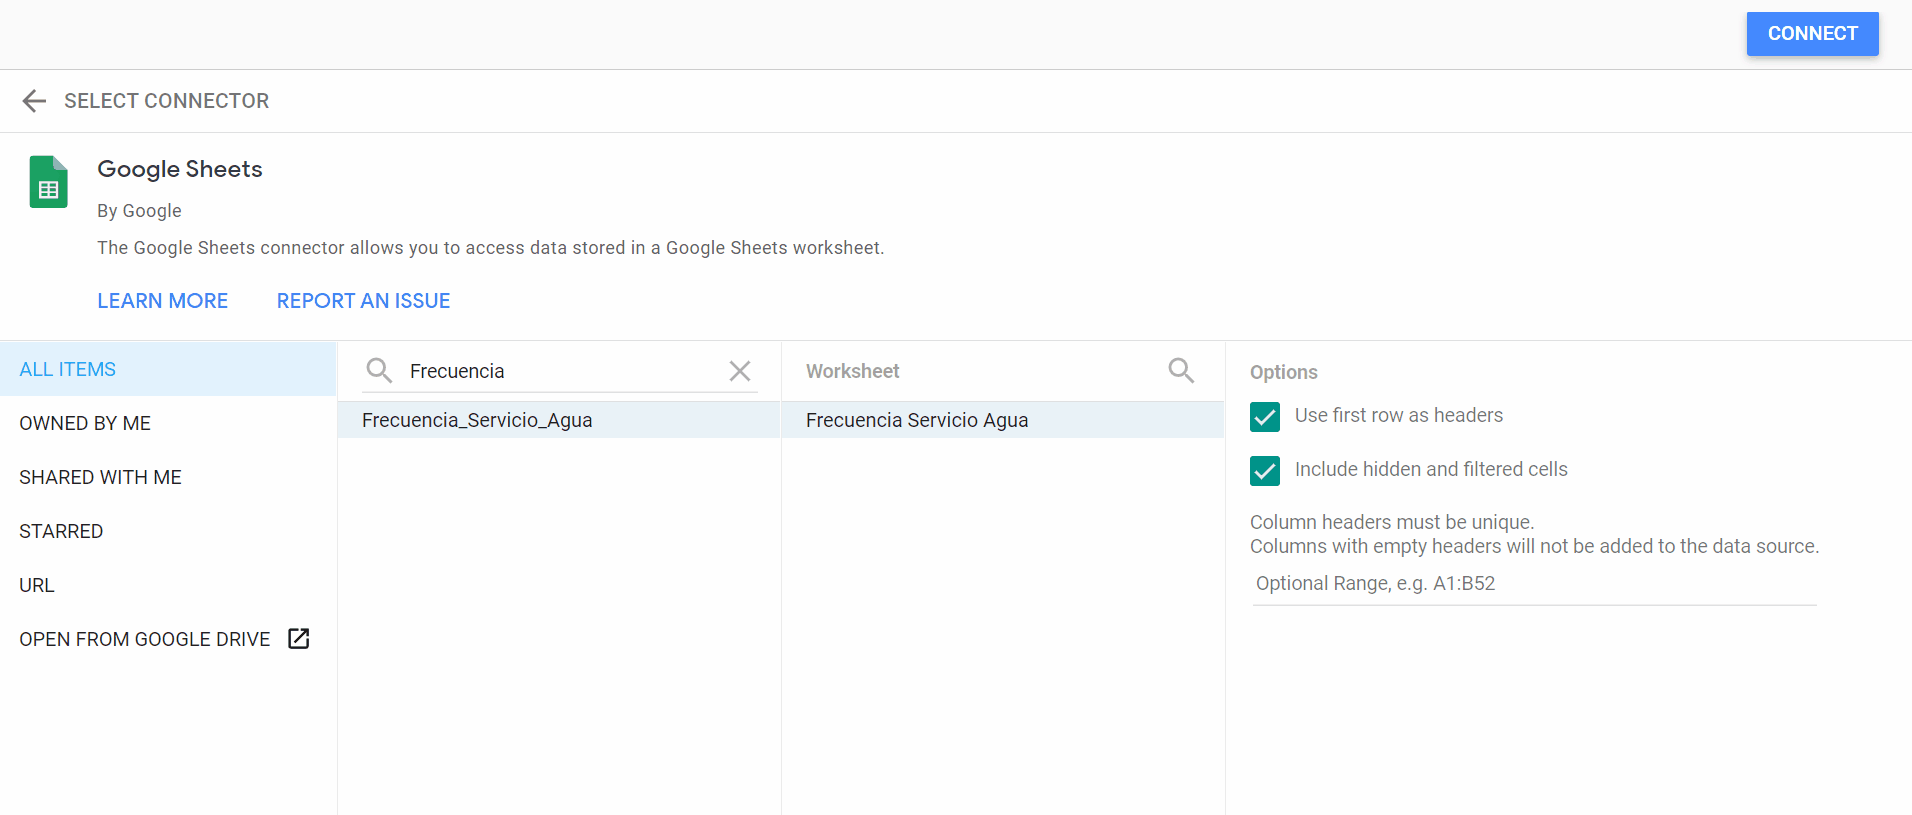 CONNECT
SELECT CONNECTOR
Google Sheets
By Google
The Google Sheets connector allows you to access data stored in a Google Sheets worksheet.
LEARN MORE REPORT AN ISSUE
ALL ITEMS
OWNED BY ME
SHARED WITH ME
STARRED
URL
OPEN FROM GOOGLE DRIVE
Frecuencia
Frecuencia_Servicio_Agua
Worksheet
Frecuencia Servicio Agua
Options
Use first row as headers
Include hidden and filtered cells
Column headers must be unique.
Columns with empty headers will not be added to the data source.
Optional Range, e.g. A1:B52